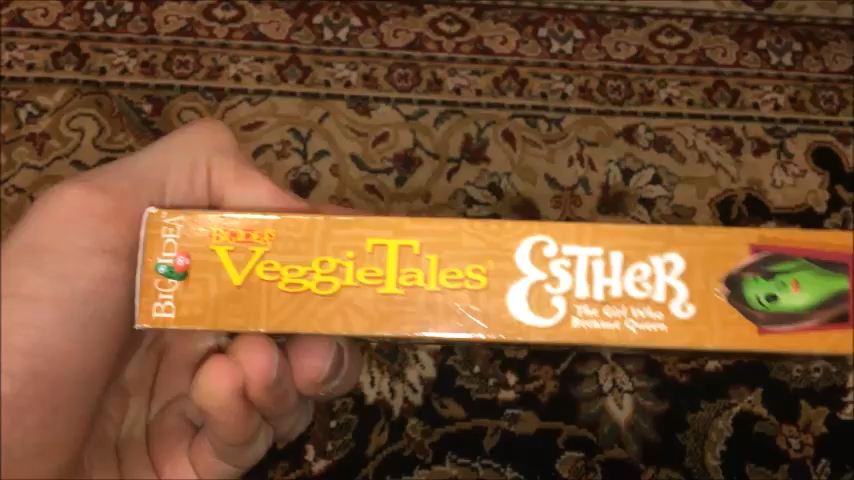 BIG IDEA
VeggieTales
ESTHER
The Girl Who
Became Queen